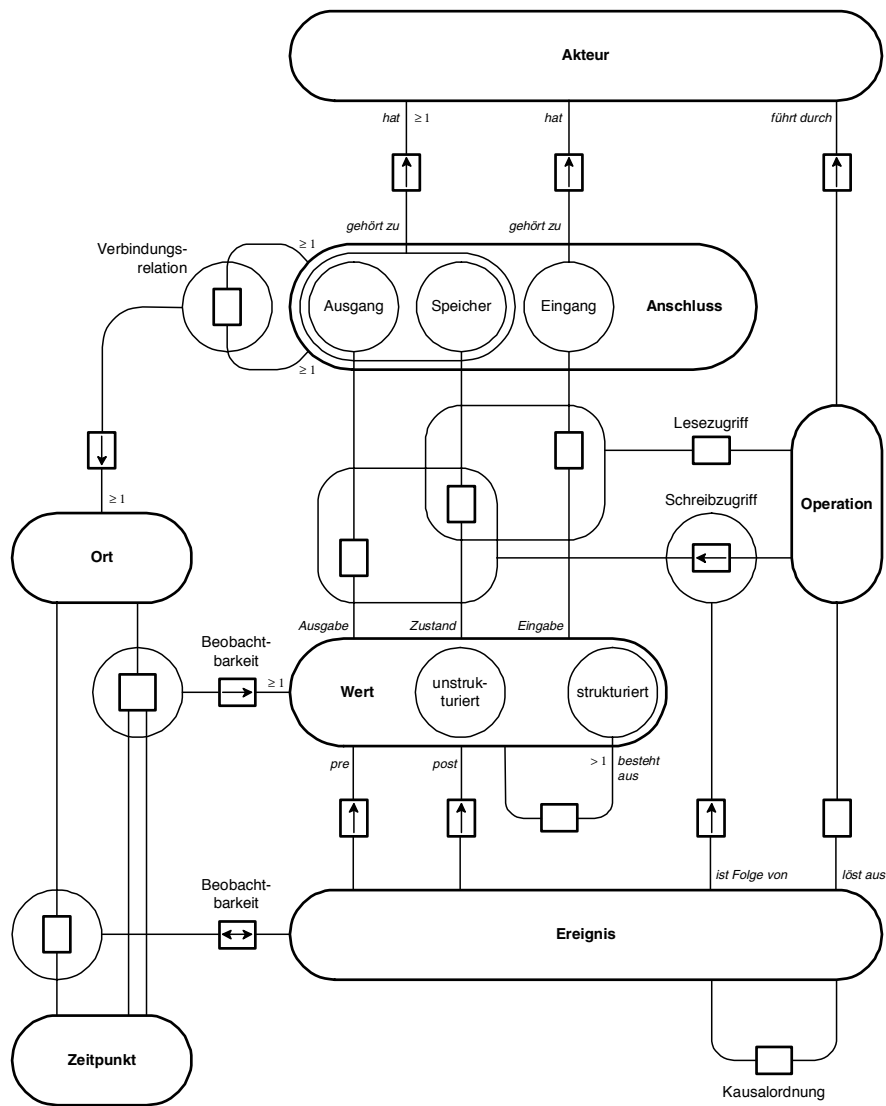 Akteur
hat
≥ 1
hat
führt durch
gehört zu
gehört zu
Verbindungs-
relation
≥ 1
Ausgang
Speicher
Eingang
Anschluss
≥ 1
Lesezugriff
≥ 1
Schreibzugriff
Operation
Ort
Ausgabe
Zustand
Eingabe
Beobacht-
barkeit
≥ 1
Wert
unstruk-
turiert
strukturiert
pre
post
> 1
besteht
aus
Beobacht-
barkeit
ist Folge von
löst aus
Ereignis
Zeitpunkt
Kausalordnung